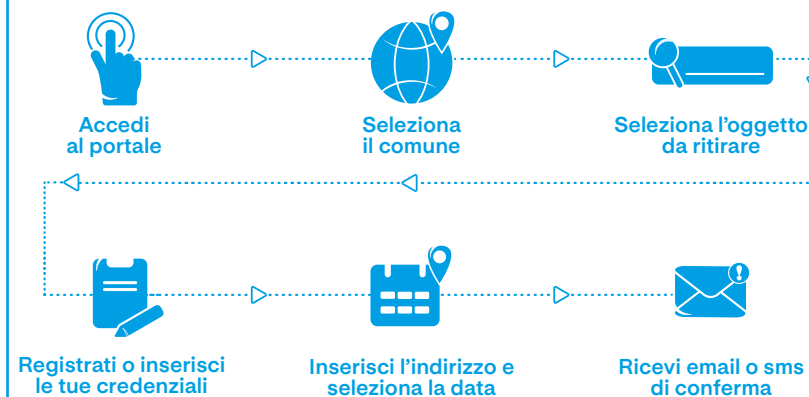 Accedi
al portale
Seleziona
il comune
Seleziona l'oggetto
da ritirare
Registrati o inserisci
le tue credenziali
Inserisci l'indirizzo e
seleziona la data
Ricevi email o sms
di conferma